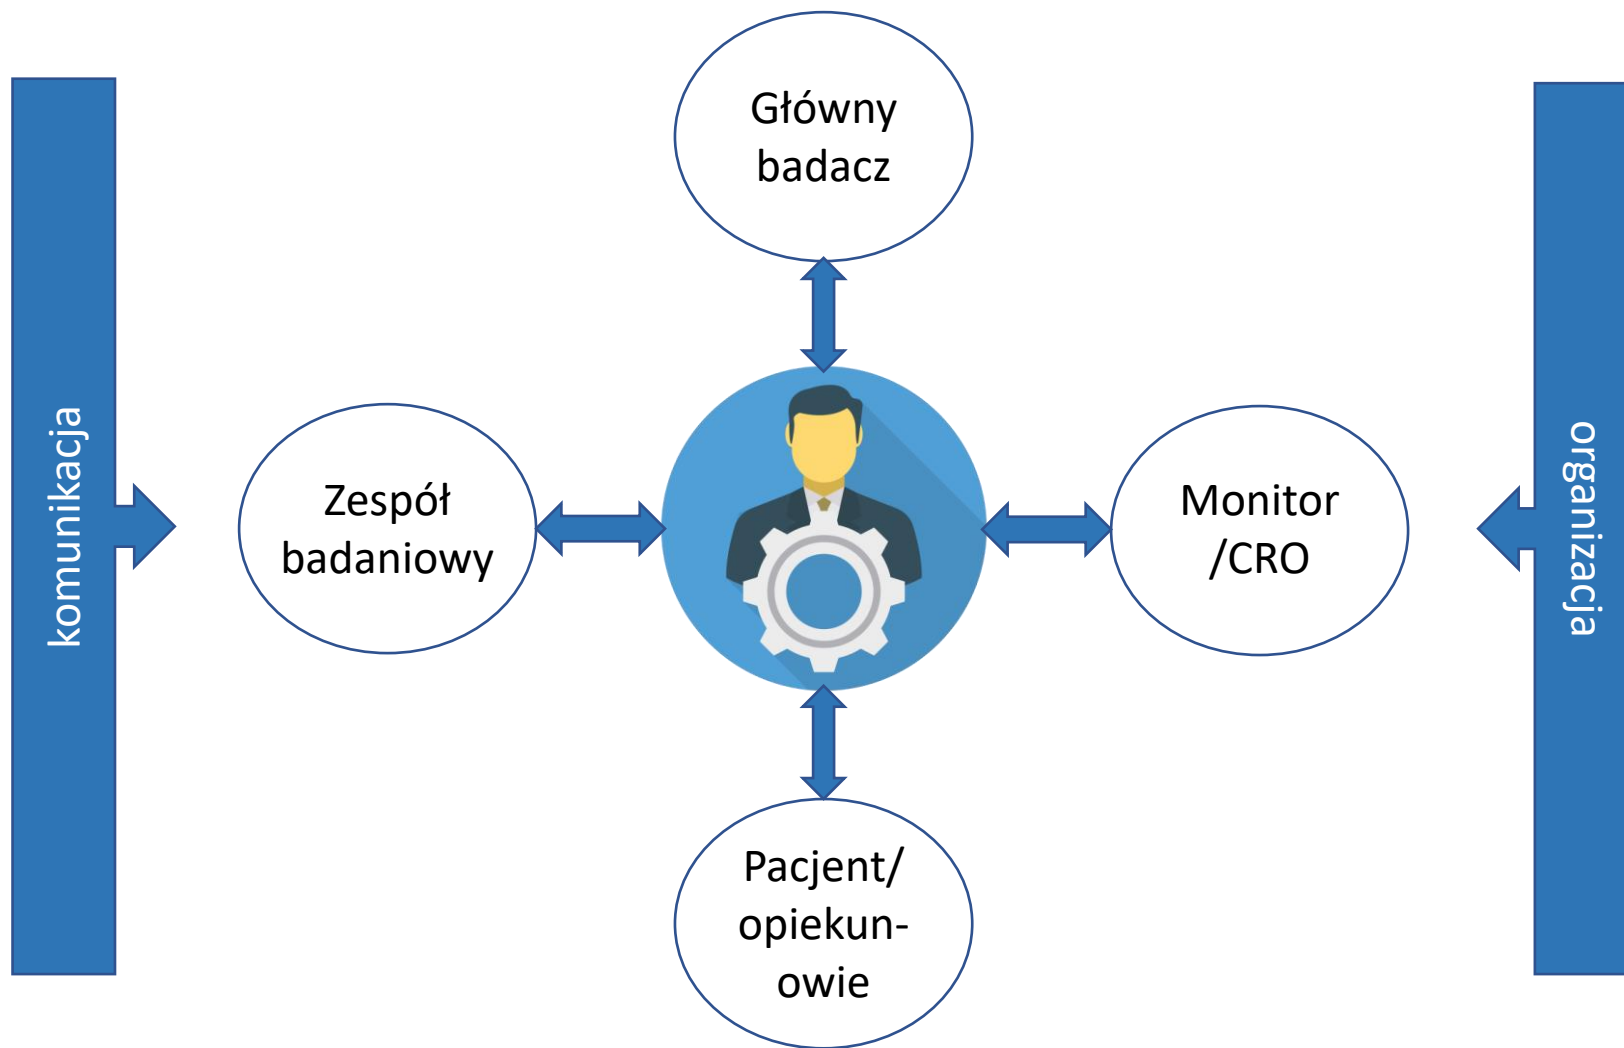 Główny
badacz
komunikacja
Zespół
badaniowy
Monitor
/CRO
organizacja
Pacjent/
opiekun-
owie